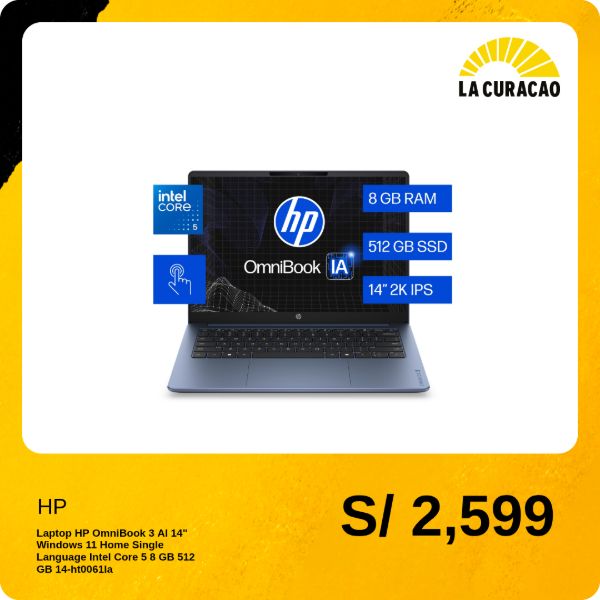 LA CURACAO
intel
CORE
5
hp
8 GB RAM
512 GB SSD
OmniBook IA
14" 2K IPS
hp
HP
S/ 2,599
Laptop HP OmniBook 3 AI 14"
Windows 11 Home Single
Language Intel Core 5 8 GB 512
GB 14-ht0061la